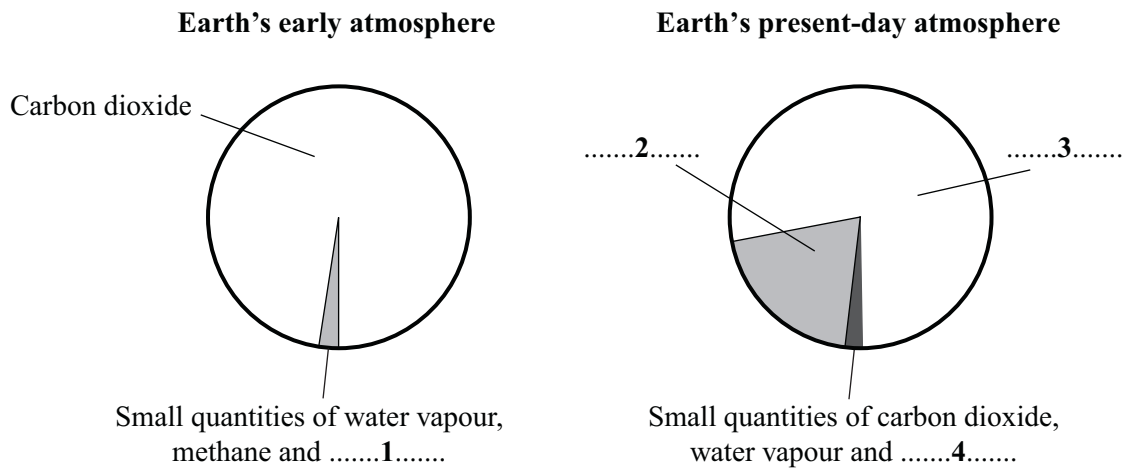 Earth's early atmosphere
Earth's present-day atmosphere
Carbon dioxide
.......2.......
.......3.......
Small quantities of water vapour,
methane and .......1.......
Small quantities of carbon dioxide,
water vapour and .......4.......